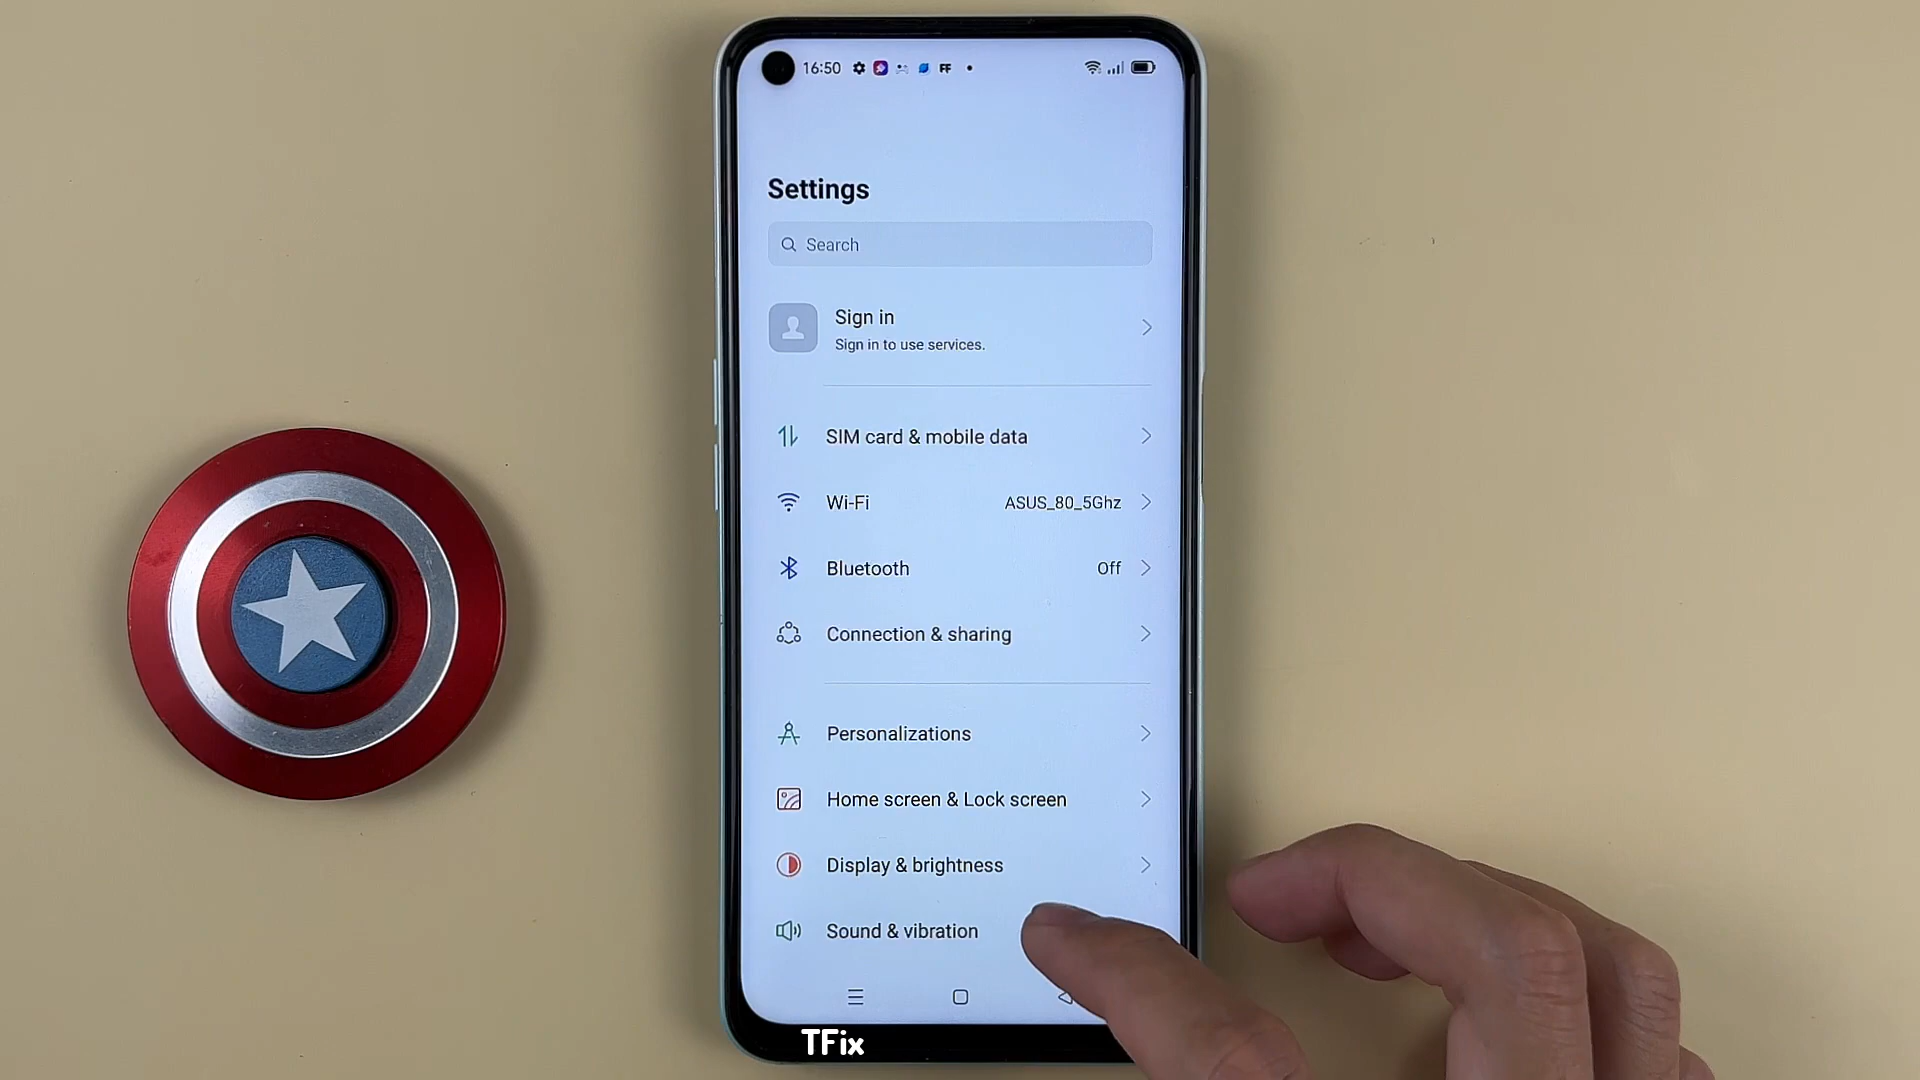 16:50 FF
Settings
Search
Sign in
Sign in to use services.
SIM card & mobile data
Wi-Fi ASUS_80_5Ghz
Bluetooth Off
Connection & sharing
Personalizations
Home screen & Lock screen
Display & brightness
Sound & vibration
TFix